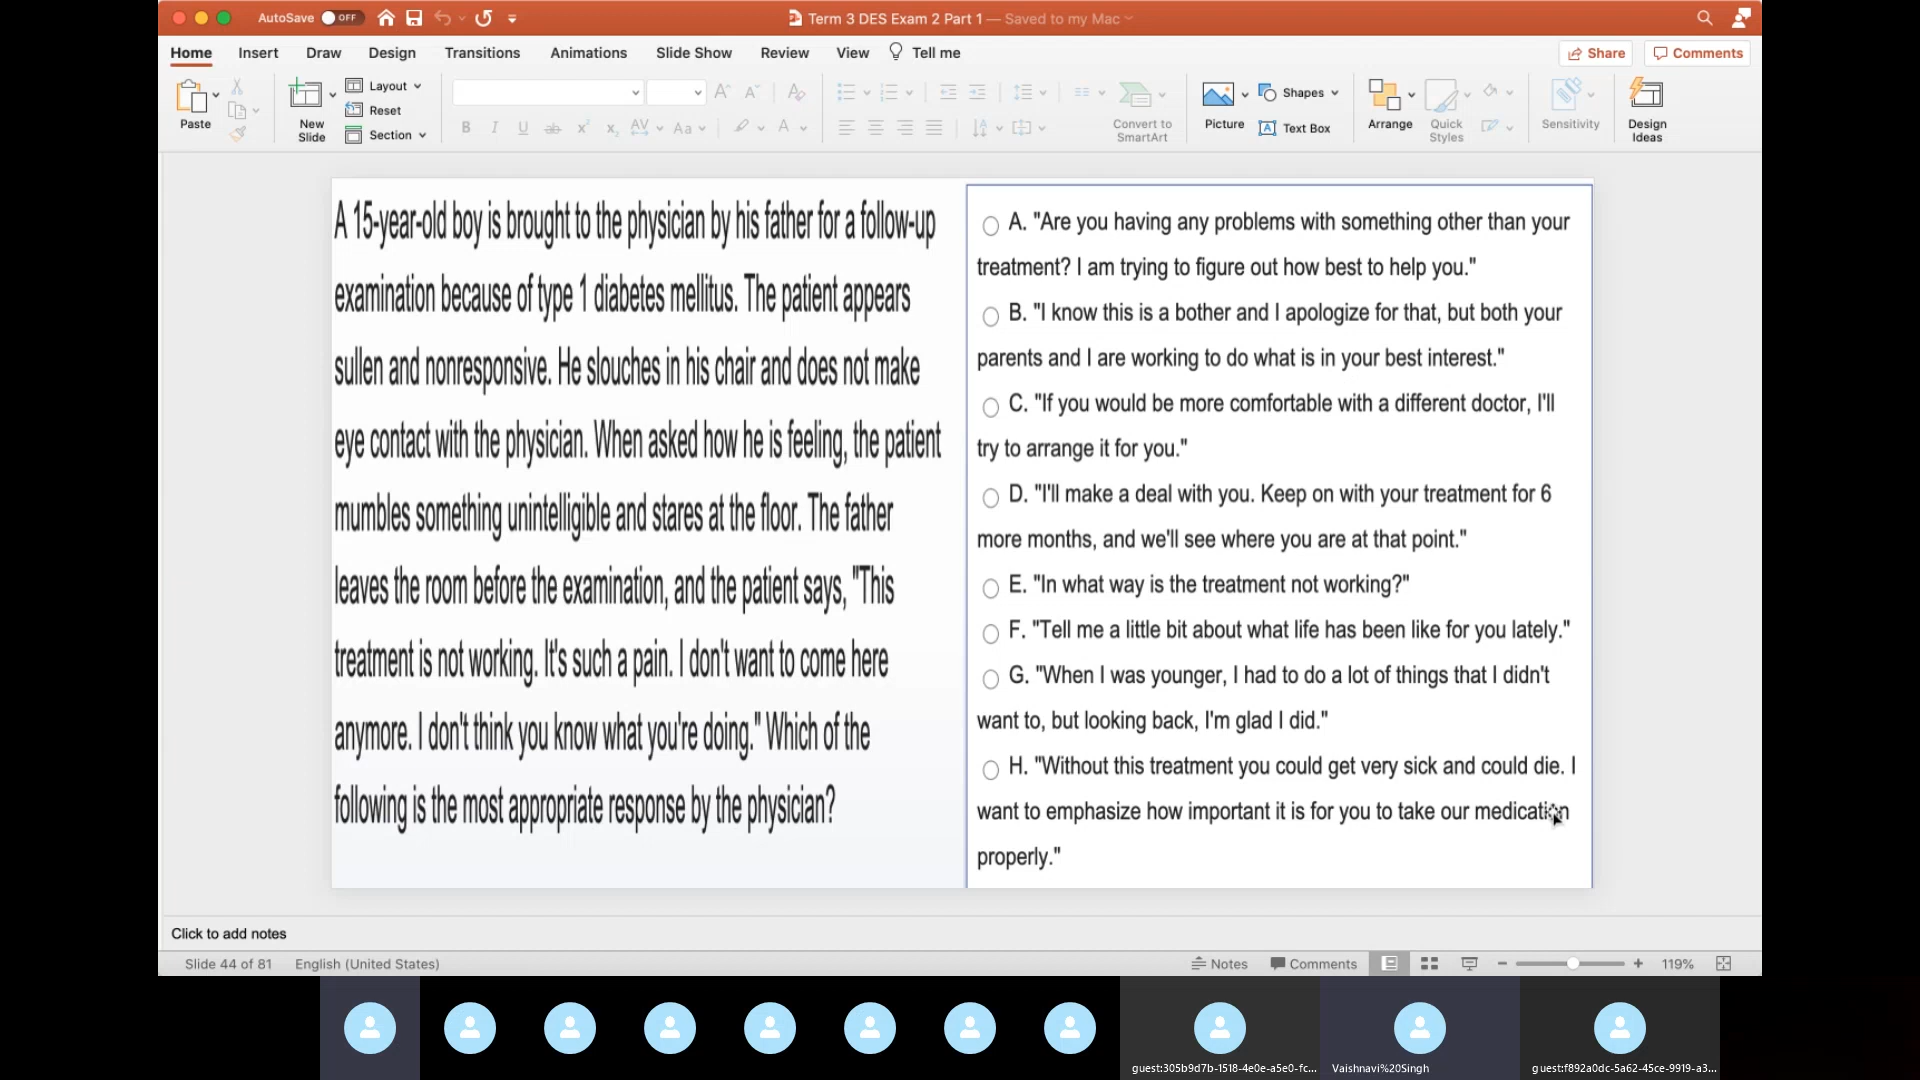 AutoSave OFF
Term 3 DES Exam 2 Part 1 — Saved to my Mac
Home Insert Draw Design Transitions Animations Slide Show Review View Tell me
Share Comments
Paste
New Slide
Layout
Reset
Section
Convert to SmartArt
Picture
Shapes
Text Box
Arrange
Quick Styles
Sensitivity
Design Ideas
A 15-year-old boy is brought to the physician by his father for a follow-up
examination because of type 1 diabetes mellitus. The patient appears
sullen and nonresponsive. He slouches in his chair and does not make
eye contact with the physician. When asked how he is feeling, the patient
mumbles something unintelligible and stares at the floor. The father
leaves the room before the examination, and the patient says, "This
treatment is not working. It's such a pain. I don't want to come here
anymore. I don't think you know what you're doing." Which of the
following is the most appropriate response by the physician?
A. "Are you having any problems with something other than your
treatment? I am trying to figure out how best to help you."
B. "I know this is a bother and I apologize for that, but both your
parents and I are working to do what is in your best interest."
C. "If you would be more comfortable with a different doctor, I'll
try to arrange it for you."
D. "I'll make a deal with you. Keep on with your treatment for 6
more months, and we'll see where you are at that point."
E. "In what way is the treatment not working?"
F. "Tell me a little bit about what life has been like for you lately."
G. "When I was younger, I had to do a lot of things that I didn't
want to, but looking back, I'm glad I did."
H. "Without this treatment you could get very sick and could die. I
want to emphasize how important it is for you to take our medication
properly."
Click to add notes
Slide 44 of 81 English (United States)
Notes Comments 119%
guest:305b9d7b-1518-4e0e-a5e0-fc...
Vaishnavi%20Singh
guest:f892a0dc-5a62-45ce-9919-a3...